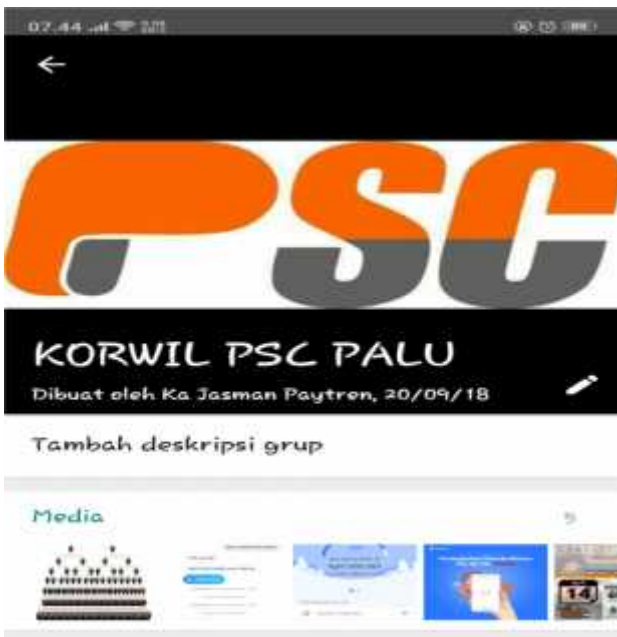 07.44
PSC
KORWIL PSC PALU
Dibuat oleh Ka Jasman Paytren, 20/09/18
Tambah deskripsi grup
Media
14